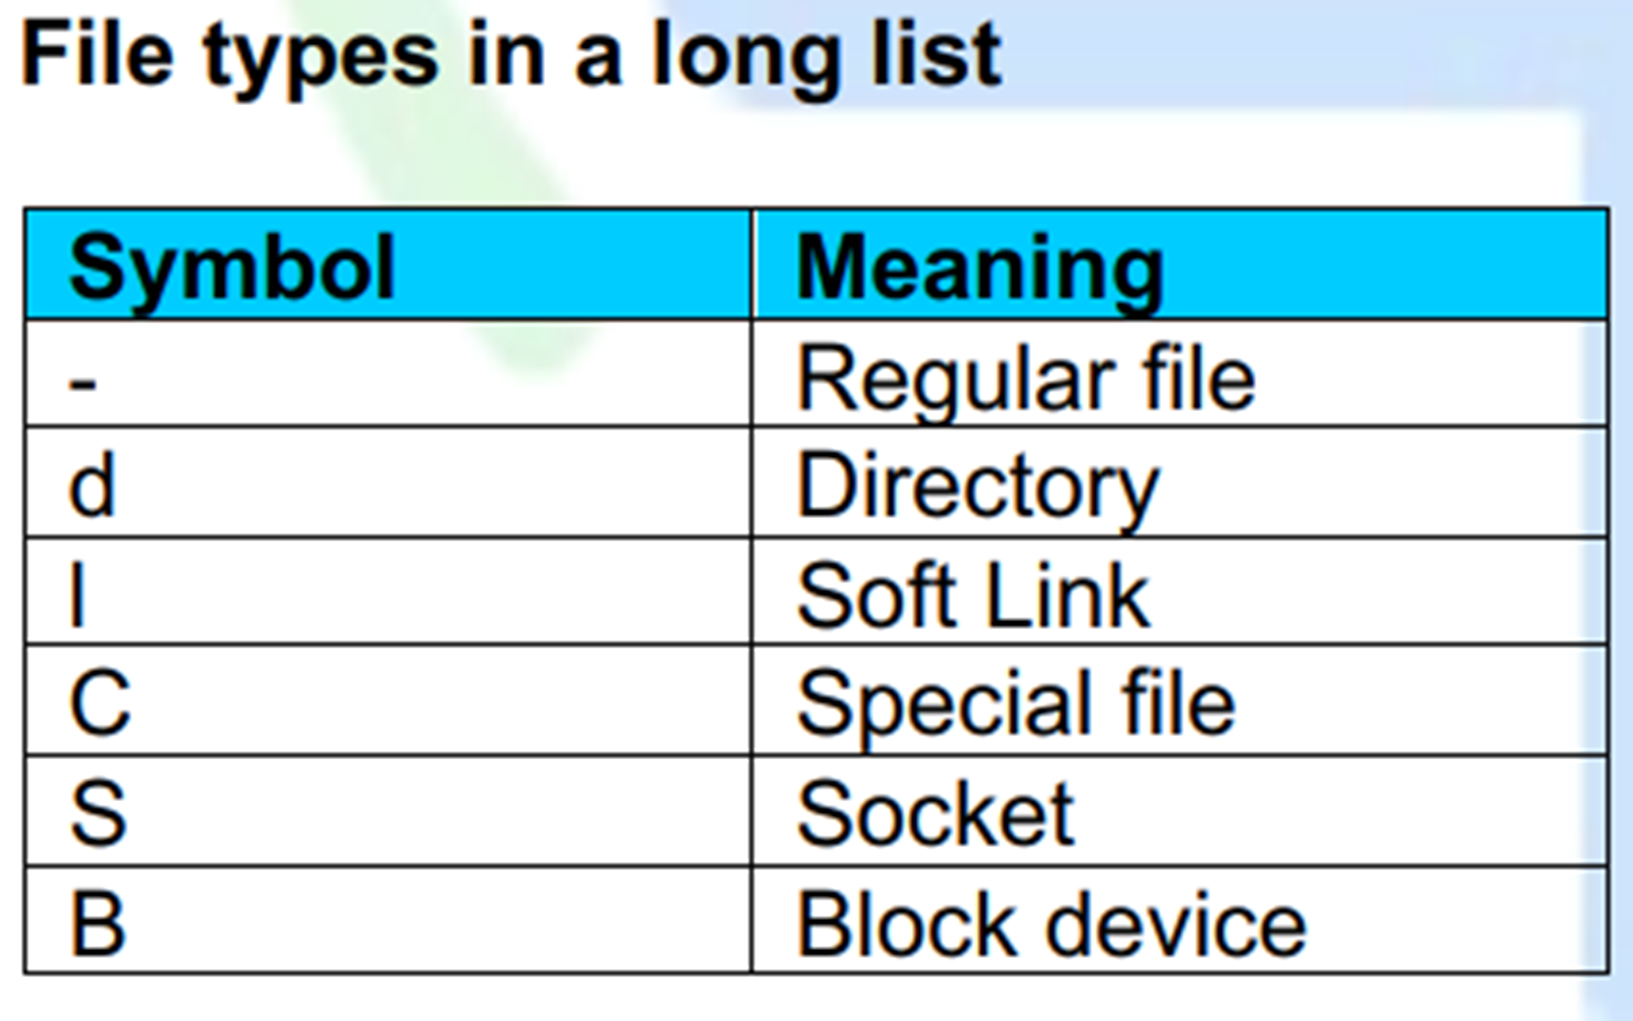 File types in a long list
Symbol Meaning
- Regular file
d Directory
l Soft Link
C Special file
S Socket
B Block device